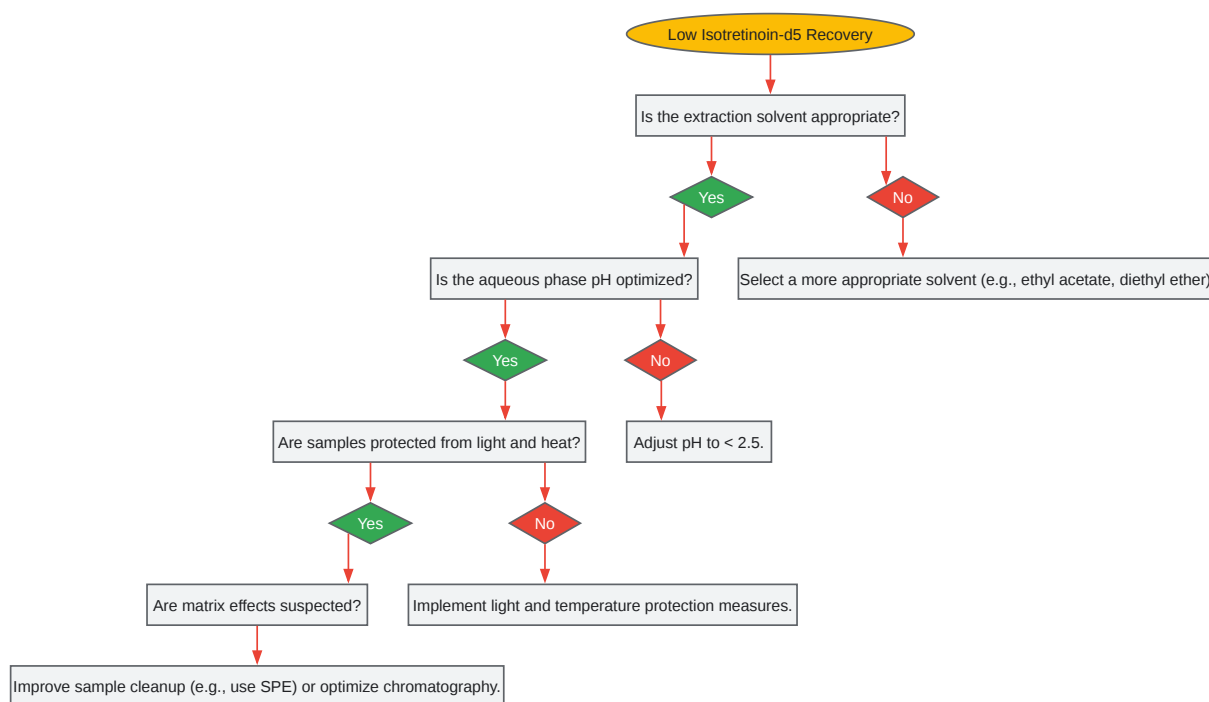 Low Isotretinoin-d5 Recovery
Is the extraction solvent appropriate?
Yes
No
Is the aqueous phase pH optimized?
Select a more appropriate solvent (e.g., ethyl acetate, diethyl ether)
Yes
No
Are samples protected from light and heat?
Adjust pH to < 2.5.
Yes
No
Are matrix effects suspected?
Implement light and temperature protection measures.
Improve sample cleanup (e.g., use SPE) or optimize chromatography.